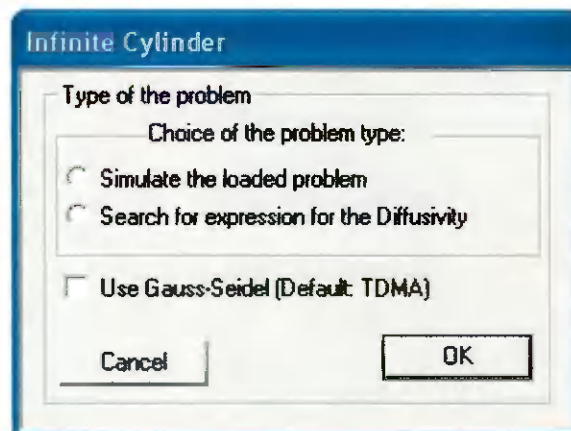 Infinite Cylinder
Type of the problem
Choice of the problem type:
Simulate the loaded problem
Search for expression for the Diffusivity
Use Gauss-Seidel (Default: TDMA)
Cancel
OK